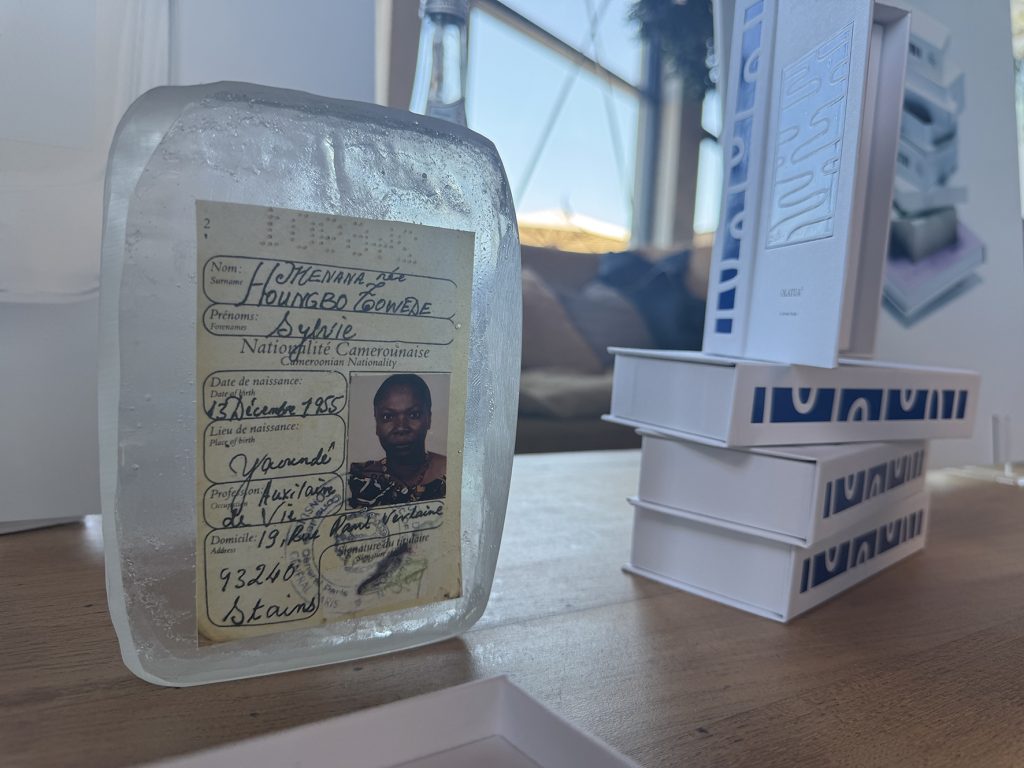 2
Nom:
Surname
HOMENANA née
HOUNGBO
Prénoms:
Forenames
Sylvie
Nationalité Camerounaise
Cameroonian Nationality
Date de naissance:
Date of birth
13 Décembre 1955
Lieu de naissance:
Place of birth
Yaoundé
Profession:
Occupation
Auxiliaire
de Vie
Domicile: 19, Rue Paul Verlaine
Address
93240
Stains
Signature du titulaire